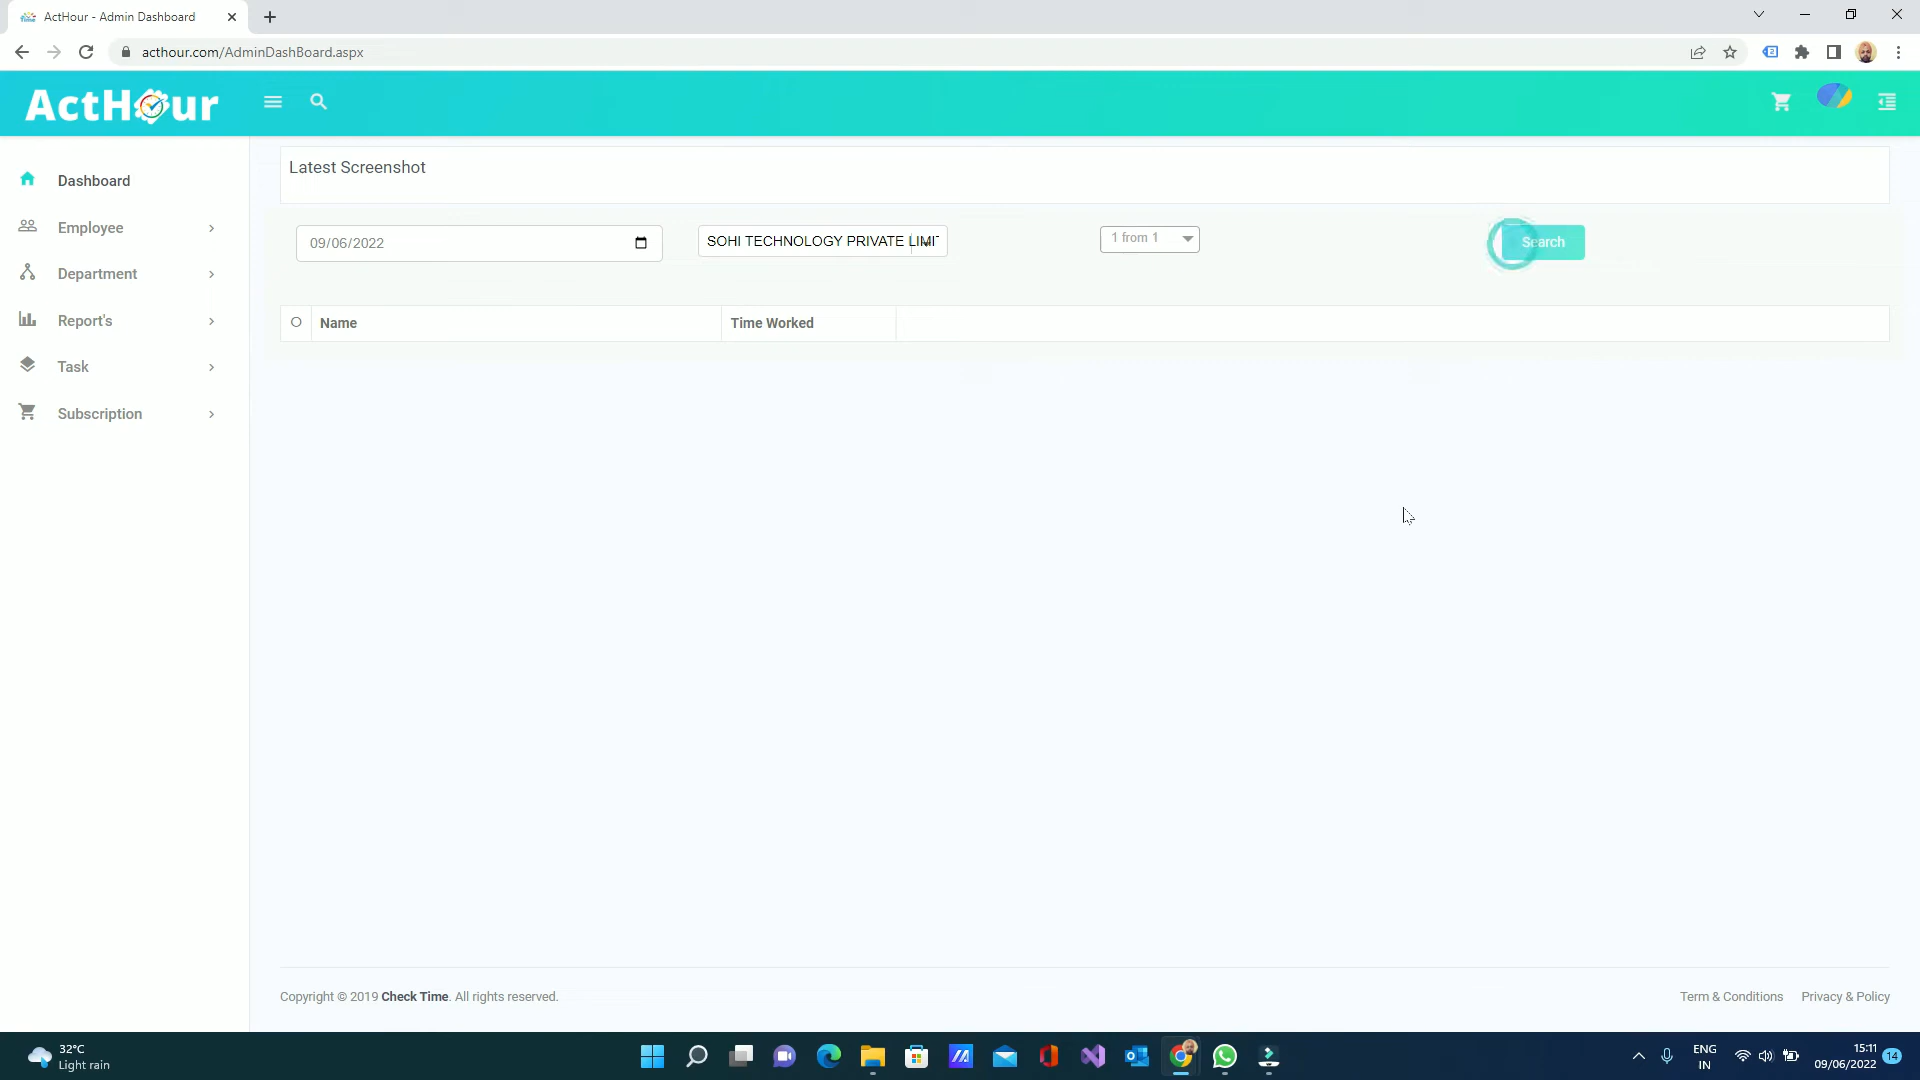 ActHour - Admin Dashboard
acthour.com/AdminDashBoard.aspx
ActHour
Latest Screenshot
Dashboard
Employee
Department
Report's
Task
Subscription
09/06/2022
SOHI TECHNOLOGY PRIVATE LIMIT
1 from 1
Search
Name
Time Worked
Copyright © 2019 Check Time. All rights reserved.
Term & Conditions
Privacy & Policy
32°C
Light rain
ENG
IN
15:11
09/06/2022
14